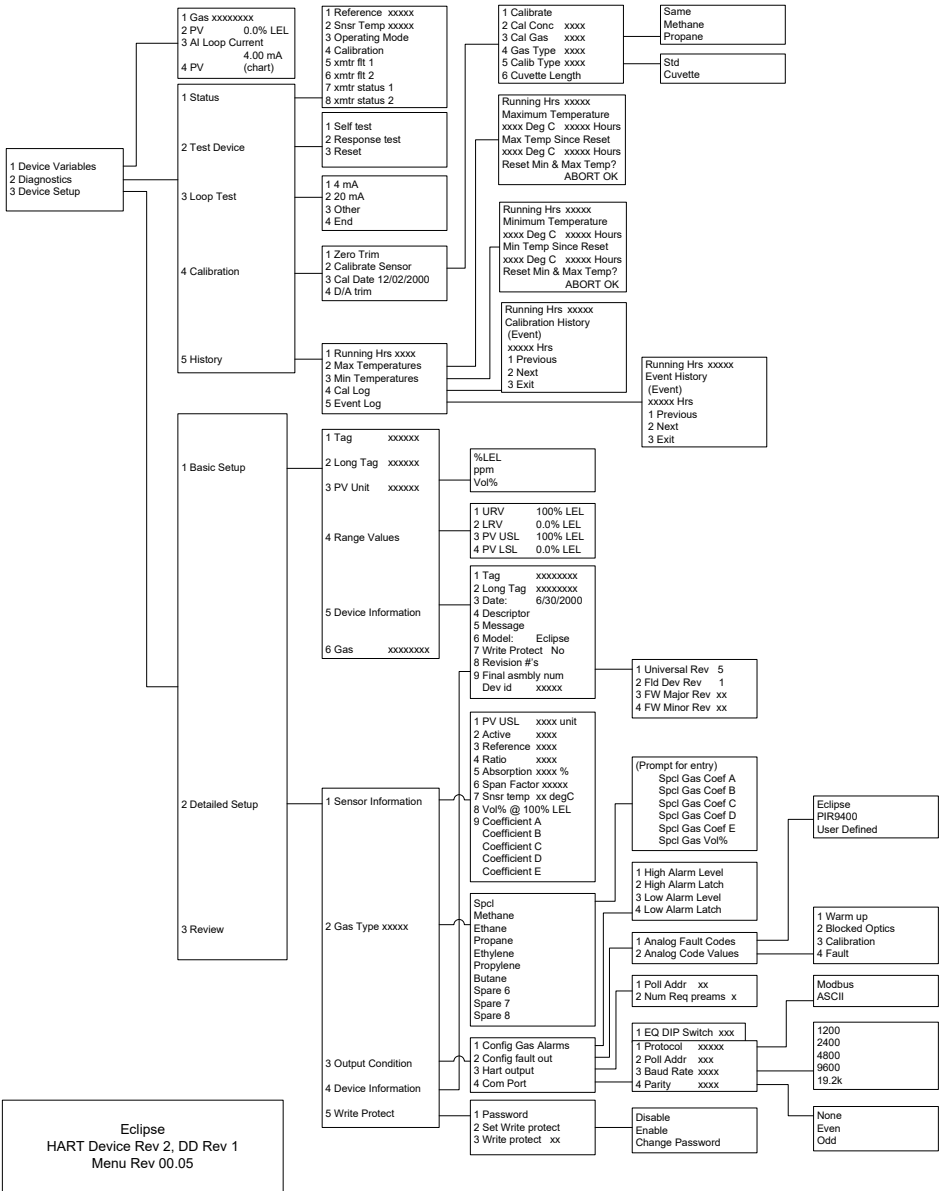 1 Device Variables
2 Diagnostics
3 Device Setup
1 Gas xxxxxxxx
2 PV 0.0% LEL
3 AI Loop Current
4.00 mA
4 PV (chart)
1 Status
2 Test Device
3 Loop Test
4 Calibration
5 History
1 Reference xxxxx
2 Snsr Temp xxxxx
3 Operating Mode
4 Calibration
5 xmtr flt 1
6 xmtr flt 2
7 xmtr status 1
8 xmtr status 2
1 Self test
2 Response test
3 Reset
1 4 mA
2 20 mA
3 Other
4 End
1 Zero Trim
2 Calibrate Sensor
3 Cal Date 12/02/2000
4 D/A trim
1 Running Hrs xxxx
2 Max Temperatures
3 Min Temperatures
4 Cal Log
5 Event Log
1 Calibrate
2 Cal Conc xxxx
3 Cal Gas xxxx
4 Gas Type xxxx
5 Calib Type xxxx
6 Cuvette Length
Same
Methane
Propane
Std
Cuvette
Running Hrs xxxxx
Maximum Temperature
xxxx Deg C xxxxx Hours
Max Temp Since Reset
xxxx Deg C xxxxx Hours
Reset Min & Max Temp?
ABORT OK
Running Hrs xxxxx
Minimum Temperature
xxxx Deg C xxxxx Hours
Min Temp Since Reset
xxxx Deg C xxxxx Hours
Reset Min & Max Temp?
ABORT OK
Running Hrs xxxxx
Calibration History
(Event)
xxxxx Hrs
1 Previous
2 Next
3 Exit
Running Hrs xxxxx
Event History
(Event)
xxxxx Hrs
1 Previous
2 Next
3 Exit
1 Basic Setup
2 Detailed Setup
3 Review
1 Tag xxxxxx
2 Long Tag xxxxxx
3 PV Unit xxxxxx
4 Range Values
5 Device Information
6 Gas xxxxxxxx
%LEL
ppm
Vol%
1 URV 100% LEL
2 LRV 0.0% LEL
3 PV USL 100% LEL
4 PV LSL 0.0% LEL
1 Tag xxxxxxxx
2 Long Tag xxxxxxxx
3 Date: 6/30/2000
4 Descriptor
5 Message
6 Model: Eclipse
7 Write Protect No
8 Revision #'s
9 Final asmbly num
Dev id xxxxx
1 Universal Rev 5
2 Fld Dev Rev 1
3 FW Major Rev xx
4 FW Minor Rev xx
1 Sensor Information
2 Gas Type xxxxx
3 Output Condition
4 Device Information
5 Write Protect
1 PV USL xxxx unit
2 Active xxxx
3 Reference xxxx
4 Ratio xxxx
5 Absorption xxxx %
6 Span Factor xxxxx
7 Snsr temp xx degC
8 Vol% @ 100% LEL
9 Coefficient A
Coefficient B
Coefficient C
Coefficient D
Coefficient E
Spcl
Methane
Ethane
Propane
Ethylene
Propylene
Butane
Spare 6
Spare 7
Spare 8
(Prompt for entry)
Spcl Gas Coef A
Spcl Gas Coef B
Spcl Gas Coef C
Spcl Gas Coef D
Spcl Gas Coef E
Spcl Gas Vol%
1 Config Gas Alarms
2 Config fault out
3 Hart output
4 Com Port
1 High Alarm Level
2 High Alarm Latch
3 Low Alarm Level
4 Low Alarm Latch
1 Analog Fault Codes
2 Analog Code Values
Eclipse
PIR9400
User Defined
1 Warm up
2 Blocked Optics
3 Calibration
4 Fault
1 Poll Addr xx
2 Num Req preams x
1 EQ DIP Switch xxx
1 Protocol xxxxx
2 Poll Addr xxx
3 Baud Rate xxxx
4 Parity xxxx
Modbus
ASCII
1200
2400
4800
9600
19.2k
None
Even
Odd
1 Password
2 Set Write protect
3 Write protect xx
Disable
Enable
Change Password
Eclipse
HART Device Rev 2, DD Rev 1
Menu Rev 00.05